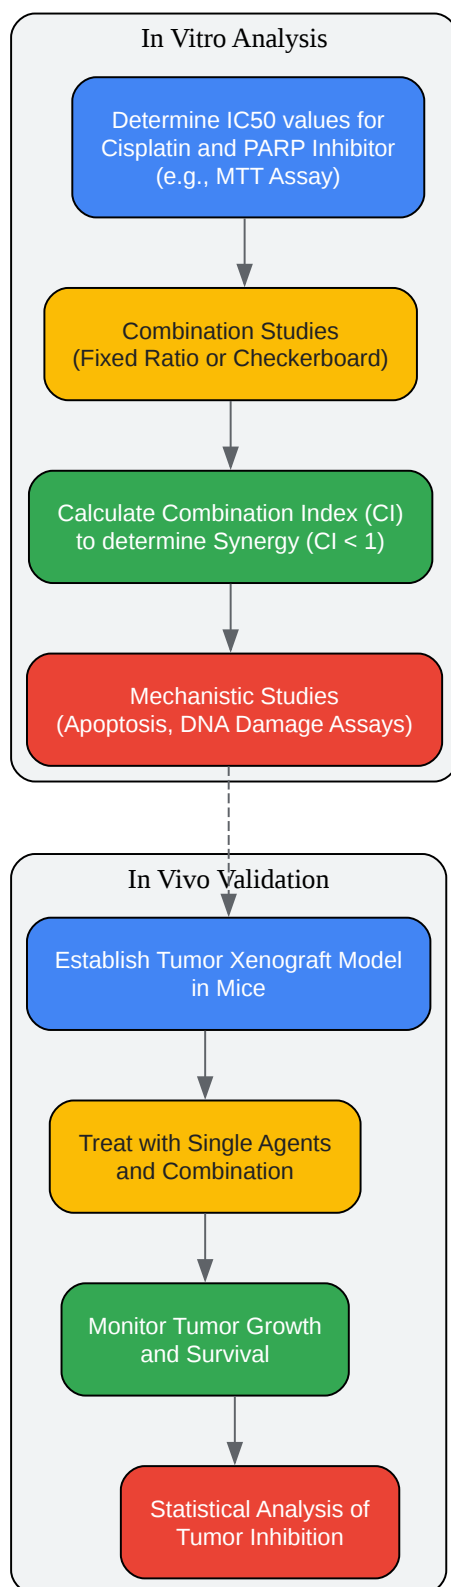 In Vitro Analysis
Determine IC50 values for
Cisplatin and PARP Inhibitor
(e.g., MTT Assay)
Combination Studies
(Fixed Ratio or Checkerboard)
Calculate Combination Index (CI)
to determine Synergy (CI < 1)
Mechanistic Studies
(Apoptosis, DNA Damage Assays)
In Vivo Validation
Establish Tumor Xenograft Model
in Mice
Treat with Single Agents
and Combination
Monitor Tumor Growth
and Survival
Statistical Analysis of
Tumor Inhibition